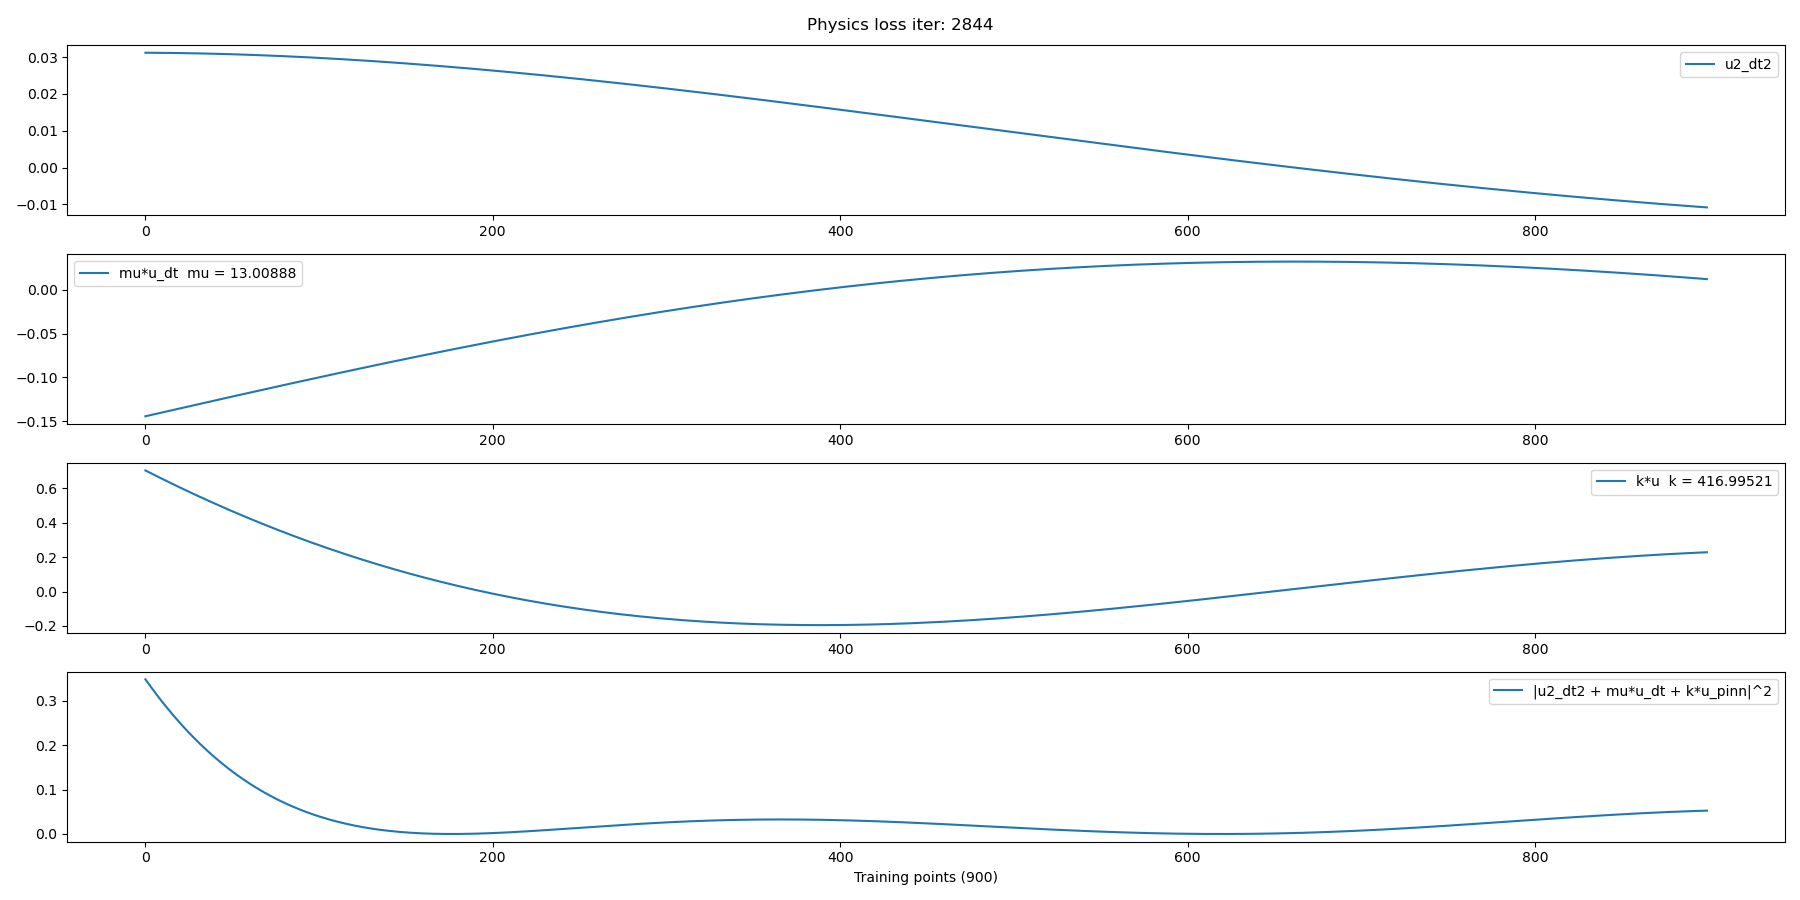 Physics loss iter: 2844
0.03
0.02
0.01
0.00
−0.01
u2_dt2
0 200 400 600 800
0.00
−0.05
−0.10
−0.15
mu*u_dt  mu = 13.00888
0 200 400 600 800
0.6
0.4
0.2
0.0
−0.2
k*u  k = 416.99521
0 200 400 600 800
0.3
0.2
0.1
0.0
|u2_dt2 + mu*u_dt + k*u_pinn|^2
0 200 400 600 800
Training points (900)